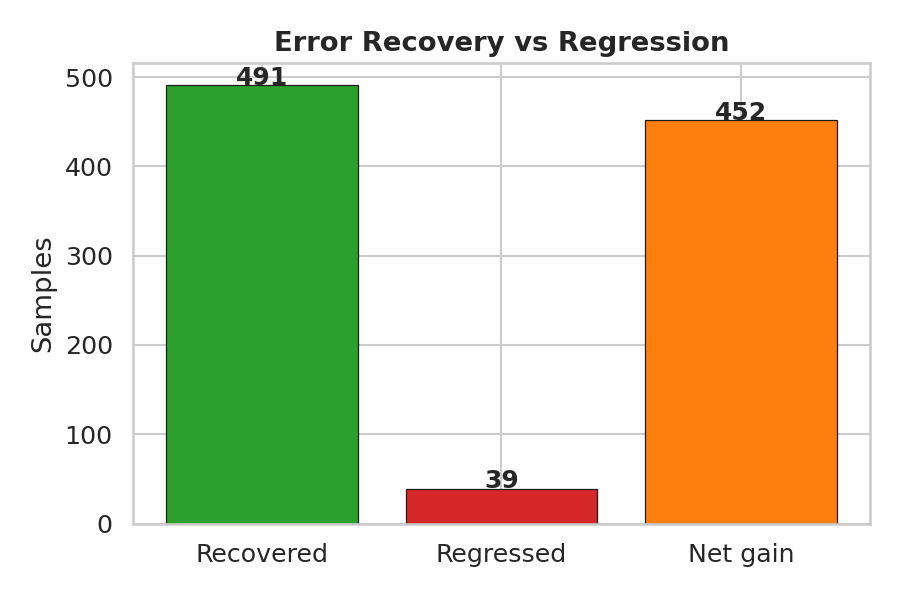 Error Recovery vs Regression
Samples
500
400
300
200
100
0
491
39
452
Recovered
Regressed
Net gain